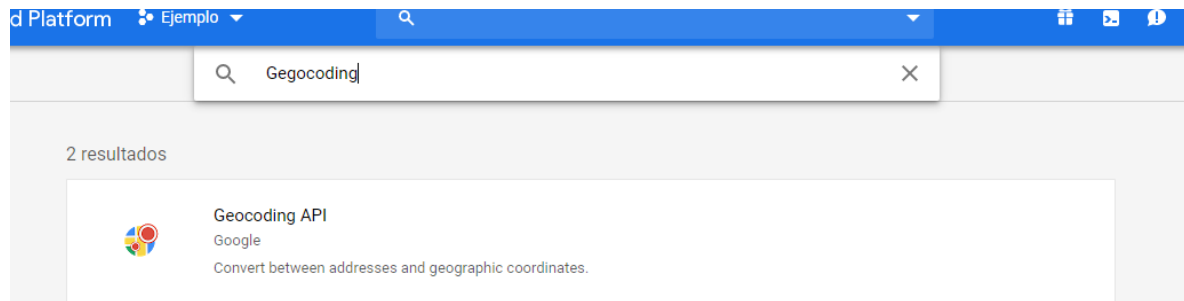 d Platform Ejemplo
Gegocoding
2 resultados
Geocoding API
Google
Convert between addresses and geographic coordinates.